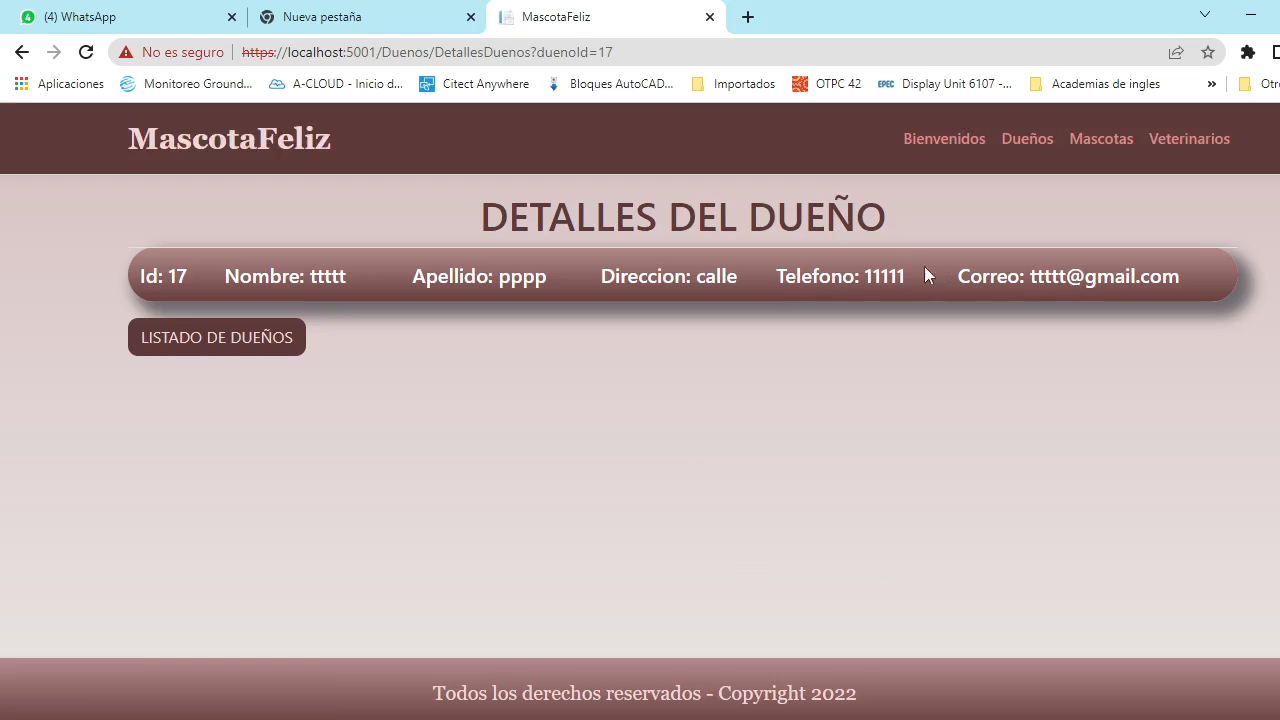 (4) WhatsApp
Nueva pestaña
MascotaFeliz
No es seguro
https://localhost:5001/Duenos/DetallesDuenos?duenoId=17
Aplicaciones
Monitoreo Ground...
A-CLOUD - Inicio d...
Citect Anywhere
Bloques AutoCAD...
Importados
OTPC 42
EPEC
Display Unit 6107 -...
Academias de ingles
»
Otro
MascotaFeliz
Bienvenidos
Dueños
Mascotas
Veterinarios
DETALLES DEL DUEÑO
Id: 17
Nombre: ttttt
Apellido: pppp
Direccion: calle
Telefono: 11111
Correo: ttttt@gmail.com
LISTADO DE DUEÑOS
Todos los derechos reservados - Copyright 2022